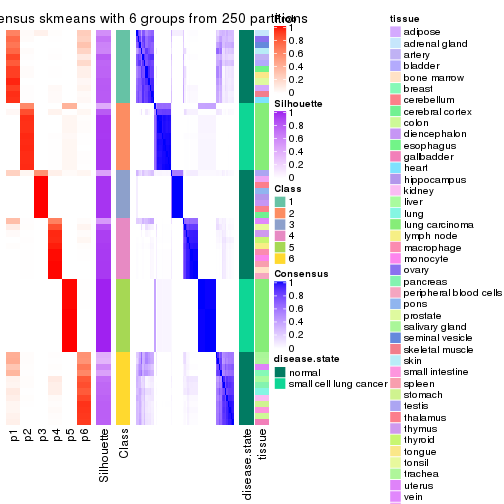 ensus skmeans with 6 groups from 250 partitions
1
0.8
0.6
0.4
0.2
0
Silhouette
1
0.8
0.6
0.4
0.2
0
Class
1
2
3
4
5
6
Consensus
1
0.8
0.6
0.4
0.2
0
disease.state
normal
small cell lung cancer
tissue
adipose
adrenal gland
artery
bladder
bone marrow
breast
cerebellum
cerebral cortex
colon
diencephalon
esophagus
gallbadder
heart
hippocampus
kidney
liver
lung
lung carcinoma
lymph node
macrophage
monocyte
ovary
pancreas
peripheral blood cells
pons
prostate
salivary gland
seminal vesicle
skeletal muscle
skin
small intestine
spleen
stomach
testis
thalamus
thymus
thyroid
tongue
tonsil
trachea
uterus
vein
p1
p2
p3
p4
p5
p6
Silhouette
Class
disease.state
tissue